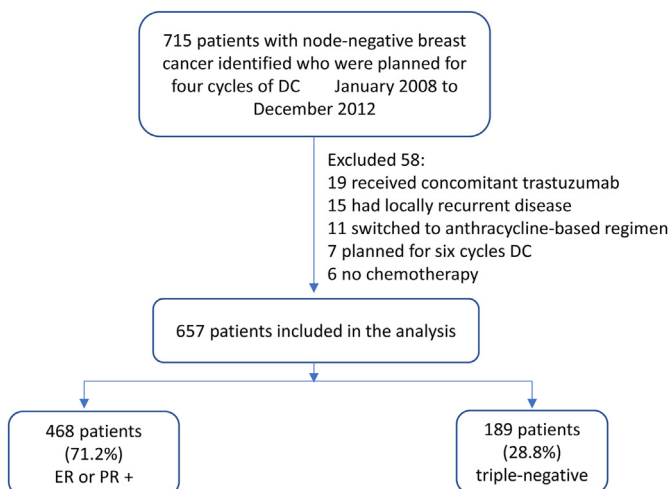 715 patients with node-negative breast
cancer identified who were planned for
four cycles of DC January 2008 to
December 2012
Excluded 58:
19 received concomitant trastuzumab
15 had locally recurrent disease
11 switched to anthracycline-based regimen
7 planned for six cycles DC
6 no chemotherapy
657 patients included in the analysis
468 patients
(71.2%)
ER or PR +
189 patients
(28.8%)
triple-negative